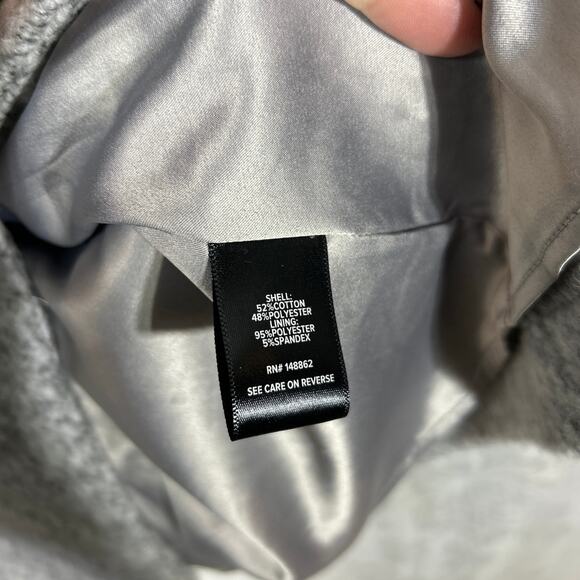 SHELL:
52%COTTON
48%POLYESTER
LINING:
95%POLYESTER
5%SPANDEX
RN# 148862
SEE CARE ON REVERSE